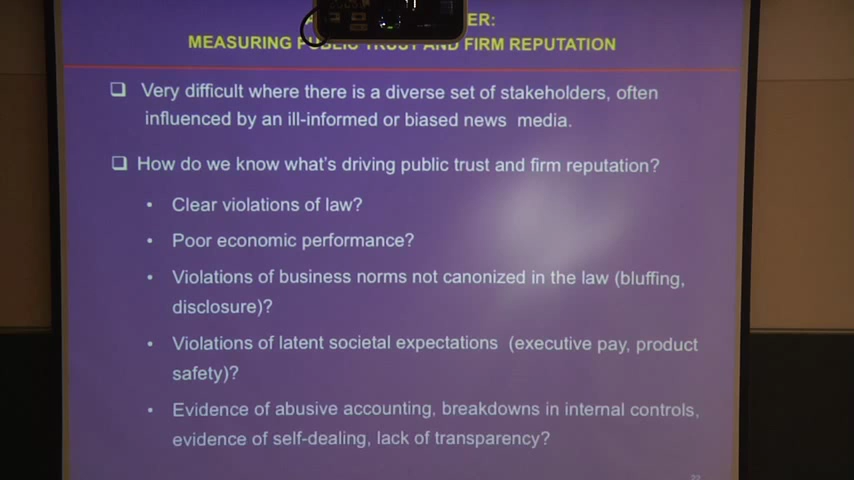 ER:
MEASURING PUBLIC TRUST AND FIRM REPUTATION
❑ Very difficult where there is a diverse set of stakeholders, often
influenced by an ill-informed or biased news media.
❑ How do we know what's driving public trust and firm reputation?
• Clear violations of law?
• Poor economic performance?
• Violations of business norms not canonized in the law (bluffing,
disclosure)?
• Violations of latent societal expectations (executive pay, product
safety)?
• Evidence of abusive accounting, breakdowns in internal controls,
evidence of self-dealing, lack of transparency?